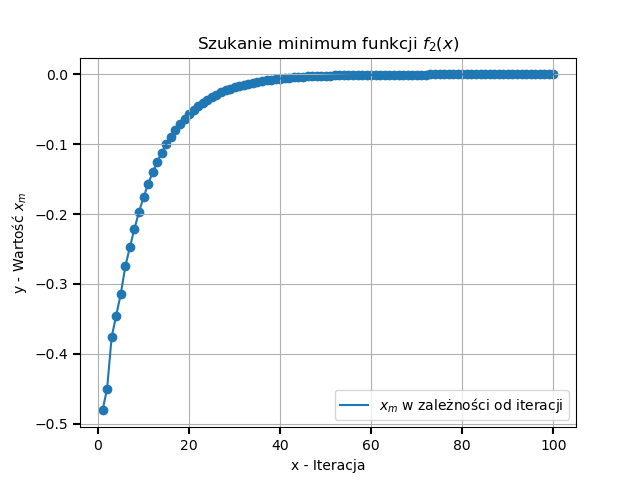 Szukanie minimum funkcji f₂(x)
y - Wartość xₘ
0.0
−0.1
−0.2
−0.3
−0.4
−0.5
xₘ w zależności od iteracji
0 20 40 60 80 100
x - Iteracja